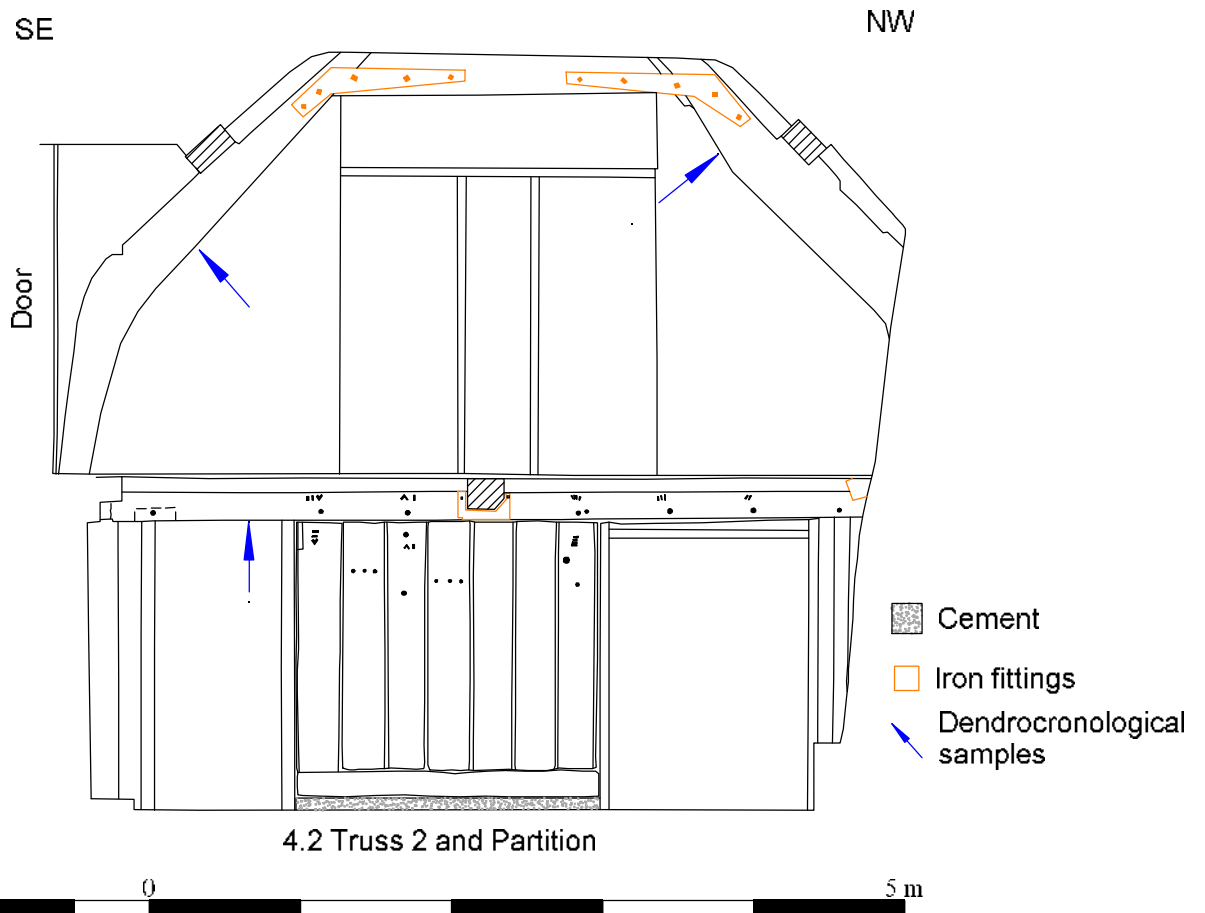 SE
NW
Door
Cement
Iron fittings
Dendrocronological
samples
4.2 Truss 2 and Partition
0
5 m